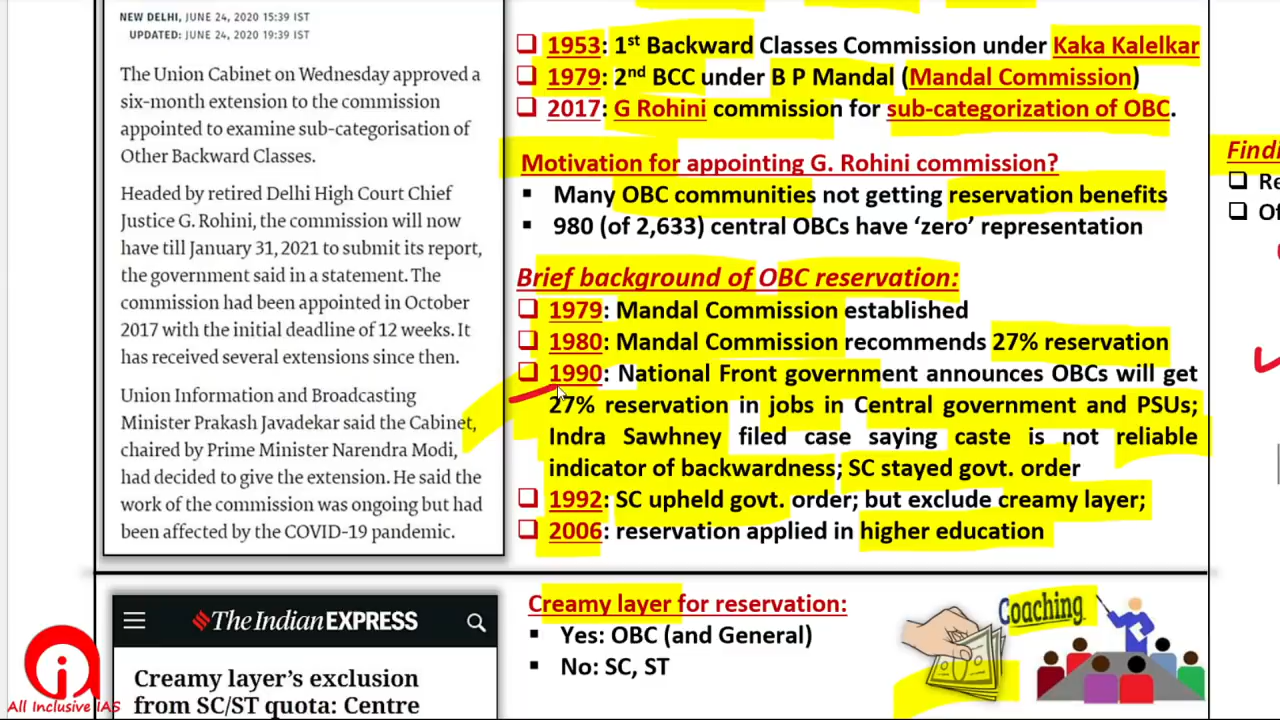 NEW DELHI, JUNE 24, 2020 15:39 IST
UPDATED: JUNE 24, 2020 19:39 IST
The Union Cabinet on Wednesday approved a
six-month extension to the commission
appointed to examine sub-categorisation of
Other Backward Classes.
Headed by retired Delhi High Court Chief
Justice G. Rohini, the commission will now
have till January 31, 2021 to submit its report,
the government said in a statement. The
commission had been appointed in October
2017 with the initial deadline of 12 weeks. It
has received several extensions since then.
Union Information and Broadcasting
Minister Prakash Javadekar said the Cabinet,
chaired by Prime Minister Narendra Modi,
had decided to give the extension. He said the
work of the commission was ongoing but had
been affected by the COVID-19 pandemic.
1953: 1st Backward Classes Commission under Kaka Kalelkar
1979: 2nd BCC under B P Mandal (Mandal Commission)
2017: G Rohini commission for sub-categorization of OBC.
Motivation for appointing G. Rohini commission?
Many OBC communities not getting reservation benefits
980 (of 2,633) central OBCs have ‘zero’ representation
Brief background of OBC reservation:
1979: Mandal Commission established
1980: Mandal Commission recommends 27% reservation
1990: National Front government announces OBCs will get
27% reservation in jobs in Central government and PSUs;
Indra Sawhney filed case saying caste is not reliable
indicator of backwardness; SC stayed govt. order
1992: SC upheld govt. order; but exclude creamy layer;
2006: reservation applied in higher education
The Indian EXPRESS
Creamy layer’s exclusion
from SC/ST quota: Centre
Creamy layer for reservation:
Yes: OBC (and General)
No: SC, ST
Coaching
All Inclusive IAS